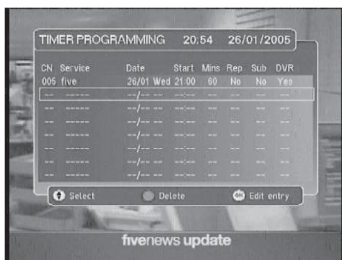 TIMER PROGRAMMING 20:54 26/01/2005
CN Service Date Start Mins Rep Sub DVR
005 five 26/01 Wed 21:00 60 No No Yes
-- ----- --/-- -- --:-- -- -- -- --
-- ----- --/-- -- --:-- -- -- -- --
-- ----- --/-- -- --:-- -- -- -- --
-- ----- --/-- -- --:-- -- -- -- --
-- ----- --/-- -- --:-- -- -- -- --
-- ----- --/-- -- --:-- -- -- -- --
-- ----- --/-- -- --:-- -- -- -- --
Select Delete OK Edit entry
fivenews update